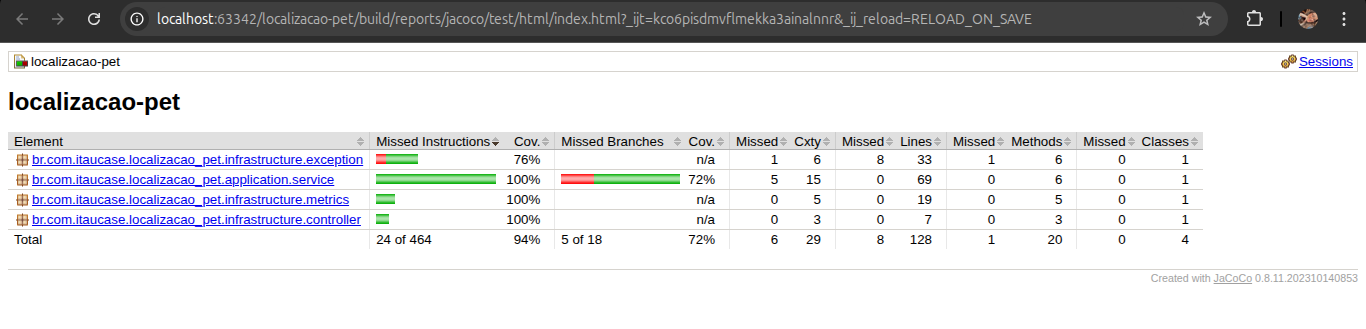 localhost:63342/localizacao-pet/build/reports/jacoco/test/html/index.html?_ijt=kco6pisdmvflmekka3ainalnnr&_ij_reload=RELOAD_ON_SAVE
localizacao-pet Sessions
localizacao-pet
Element Missed Instructions Cov. Missed Branches Cov. Missed Cxty Missed Lines Missed Methods Missed Classes
br.com.itaucase.localizacao_pet.infrastructure.exception 76% n/a 1 6 8 33 1 6 0 1
br.com.itaucase.localizacao_pet.application.service 100% 72% 5 15 0 69 0 6 0 1
br.com.itaucase.localizacao_pet.infrastructure.metrics 100% n/a 0 5 0 19 0 5 0 1
br.com.itaucase.localizacao_pet.infrastructure.controller 100% n/a 0 3 0 7 0 3 0 1
Total 24 of 464 94% 5 of 18 72% 6 29 8 128 1 20 0 4
Created with JaCoCo 0.8.11.202310140853